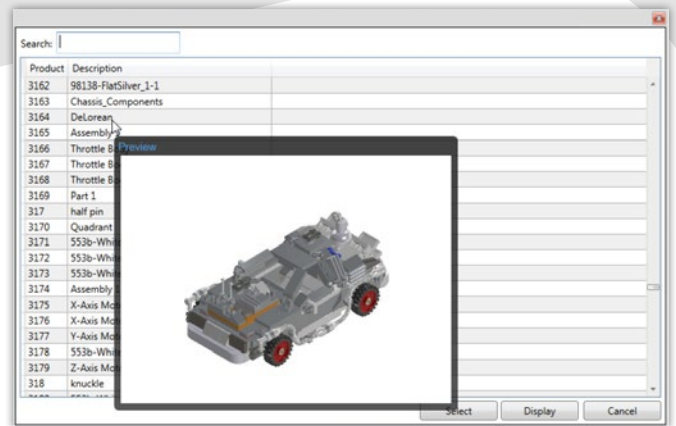 Search:
Product Description
3162 98138-FlatSilver_1-1
3163 Chassis_Components
3164 DeLorean
3165 Assembly
3166 Throttle
Preview
3167 Throttle
3168 Throttle
3169 Part 1
317 half pin
3170 Quadrant
3171 553b-Whi
3172 553b-Whi
3173 553b-Whi
3174 Assembly
3175 X-Axis
3176 X-Axis
3177 Y-Axis
3178 553b-Whi
3179 Z-Axis
318 knuckle
Select Display Cancel